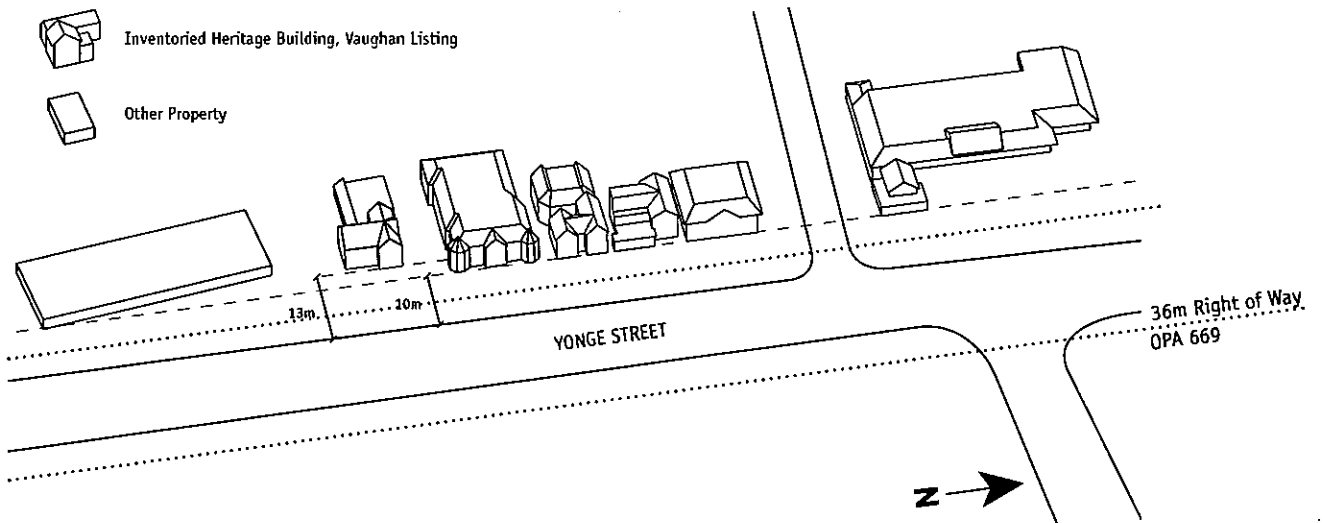 Inventoried Heritage Building, Vaughan Listing
Other Property
13m
10m
YONGE STREET
36m Right of Way
OPA 669
N